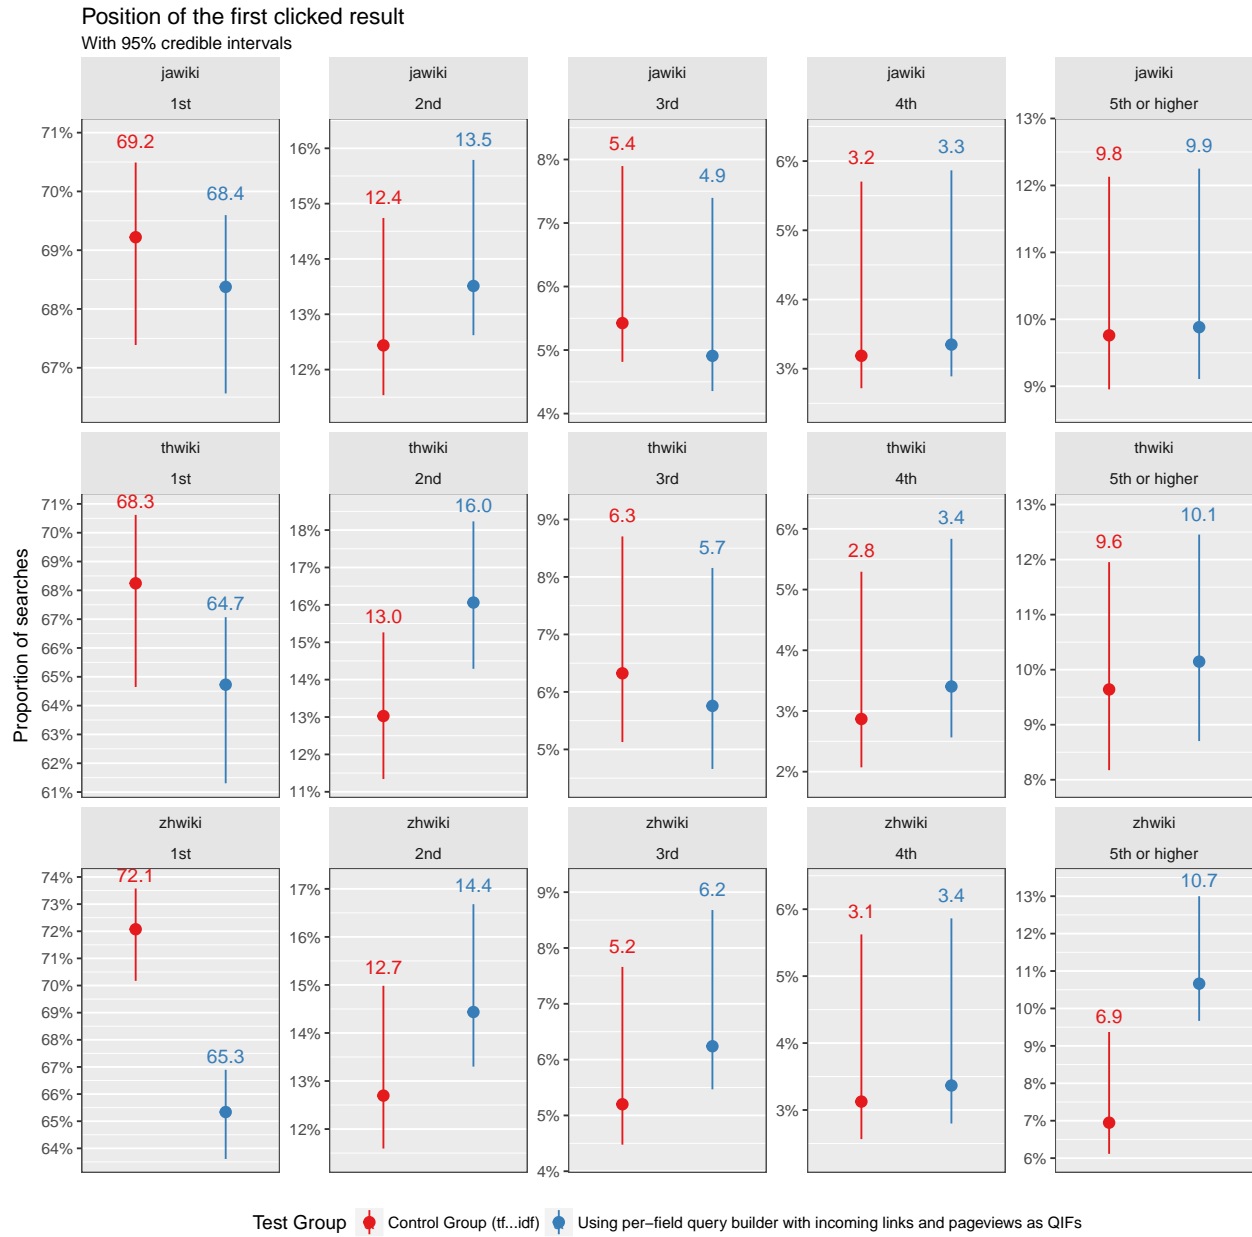 Position of the first clicked result
With 95% credible intervals
jawiki jawiki jawiki jawiki jawiki
1st 2nd 3rd 4th 5th or higher
71% 70% 69% 68% 67%
69.2 68.4
16% 15% 14% 13% 12%
12.4 13.5
8% 7% 6% 5% 4%
5.4 4.9
6% 5% 4% 3%
3.2 3.3
13% 12% 11% 10% 9%
9.8 9.9
Proportion of searches
thwiki thwiki thwiki thwiki thwiki
1st 2nd 3rd 4th 5th or higher
71% 70% 69% 68% 67% 66% 65% 64% 63% 62% 61%
68.3 64.7
18% 17% 16% 15% 14% 13% 12% 11%
13.0 16.0
9% 8% 7% 6% 5%
6.3 5.7
6% 5% 4% 3% 2%
2.8 3.4
13% 12% 11% 10% 9% 8%
9.6 10.1
zhwiki zhwiki zhwiki zhwiki zhwiki
1st 2nd 3rd 4th 5th or higher
74% 73% 72% 71% 70% 69% 68% 67% 66% 65% 64%
72.1 65.3
17% 16% 15% 14% 13% 12%
12.7 14.4
9% 8% 7% 6% 5% 4%
5.2 6.2
6% 5% 4% 3%
3.1 3.4
13% 12% 11% 10% 9% 8% 7% 6%
6.9 10.7
Test Group Control Group (tf...idf) Using per−field query builder with incoming links and pageviews as QIFs